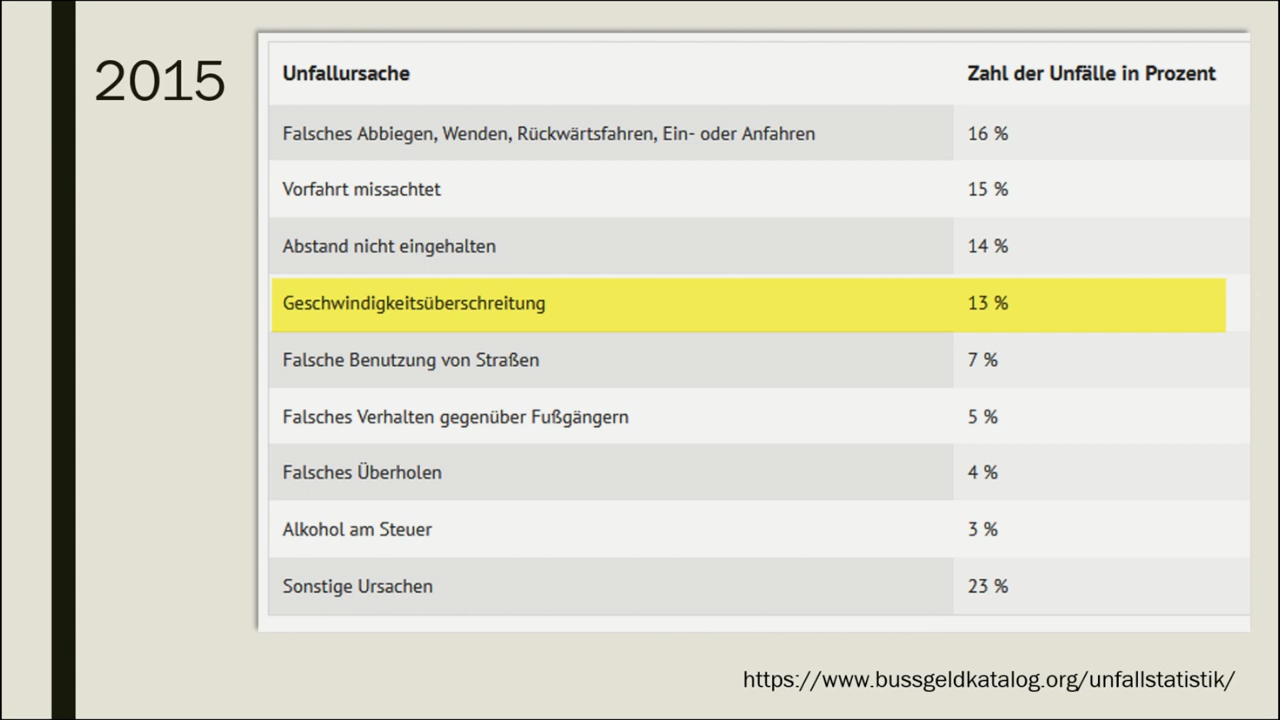 2015
Unfallursache Zahl der Unfälle in Prozent
Falsches Abbiegen, Wenden, Rückwärtsfahren, Ein- oder Anfahren 16 %
Vorfahrt missachtet 15 %
Abstand nicht eingehalten 14 %
Geschwindigkeitsüberschreitung 13 %
Falsche Benutzung von Straßen 7 %
Falsches Verhalten gegenüber Fußgängern 5 %
Falsches Überholen 4 %
Alkohol am Steuer 3 %
Sonstige Ursachen 23 %
https://www.bussgeldkatalog.org/unfallstatistik/